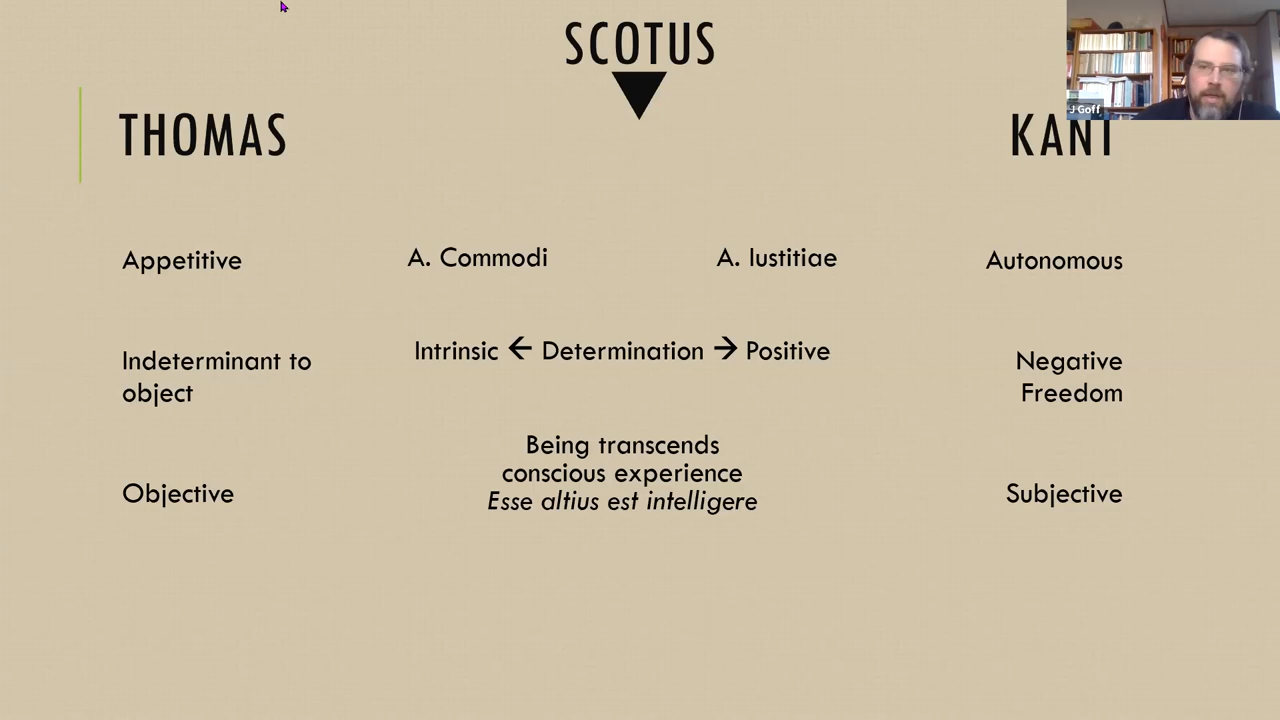 SCOTUS
J Goff
THOMAS
KANT
Appetitive
A. Commodi
A. Iustitiae
Autonomous
Intrinsic ← Determination → Positive
Indeterminant to
object
Negative
Freedom
Being transcends
conscious experience
Esse altius est intelligere
Objective
Subjective